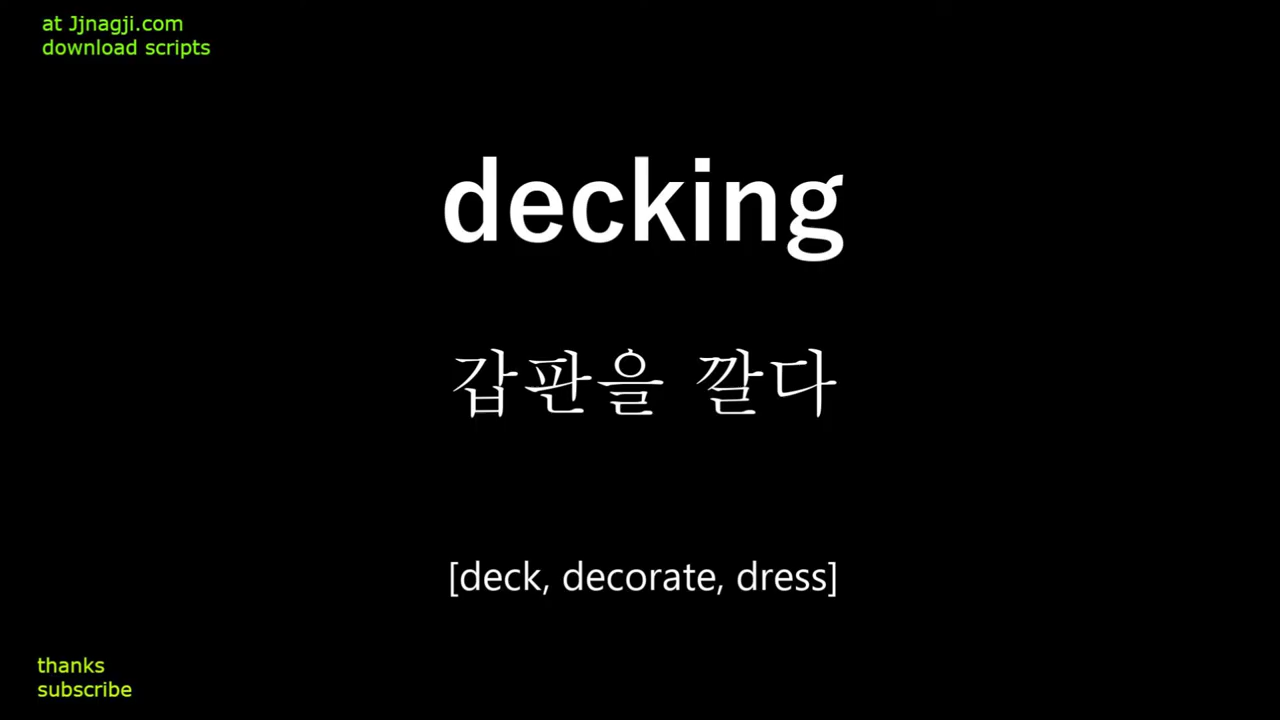 at Jjnagji.com
download scripts
decking
갑판을 깔다
[deck, decorate, dress]
thanks
subscribe